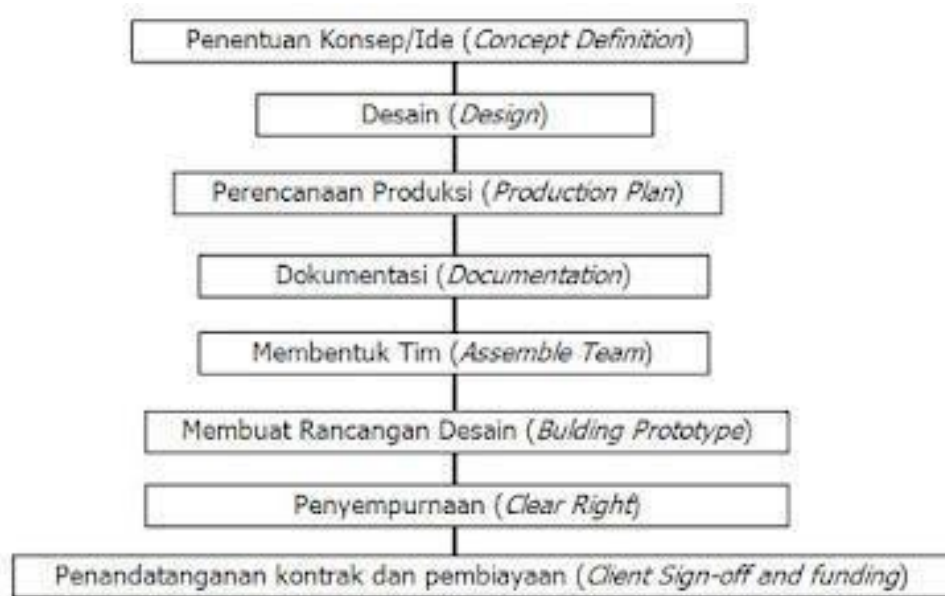 Penentuan Konsep/Ide (Concept Definition)
Desain (Design)
Perencanaan Produksi (Production Plan)
Dokumentasi (Documentation)
Membentuk Tim (Assemble Team)
Membuat Rancangan Desain (Bulding Prototype)
Penyempurnaan (Clear Right)
Penandatanganan kontrak dan pembiayaan (Client Sign-off and funding)